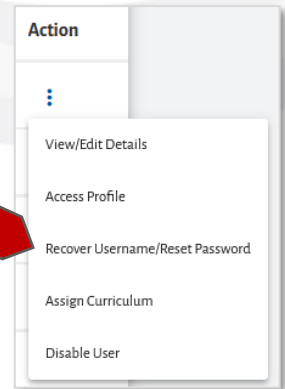 Action
View/Edit Details
Access Profile
Recover Username/Reset Password
Assign Curriculum
Disable User